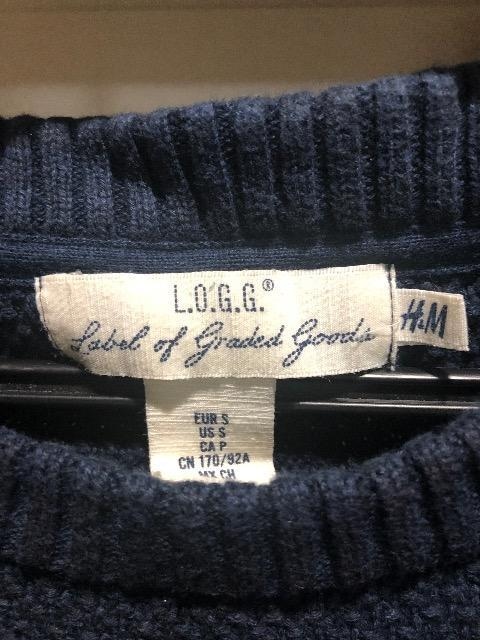 L.O.G.G.®
Label of Graded Goods
H&M
EUR S
US S
CA P
CN 170/92A
MX CH